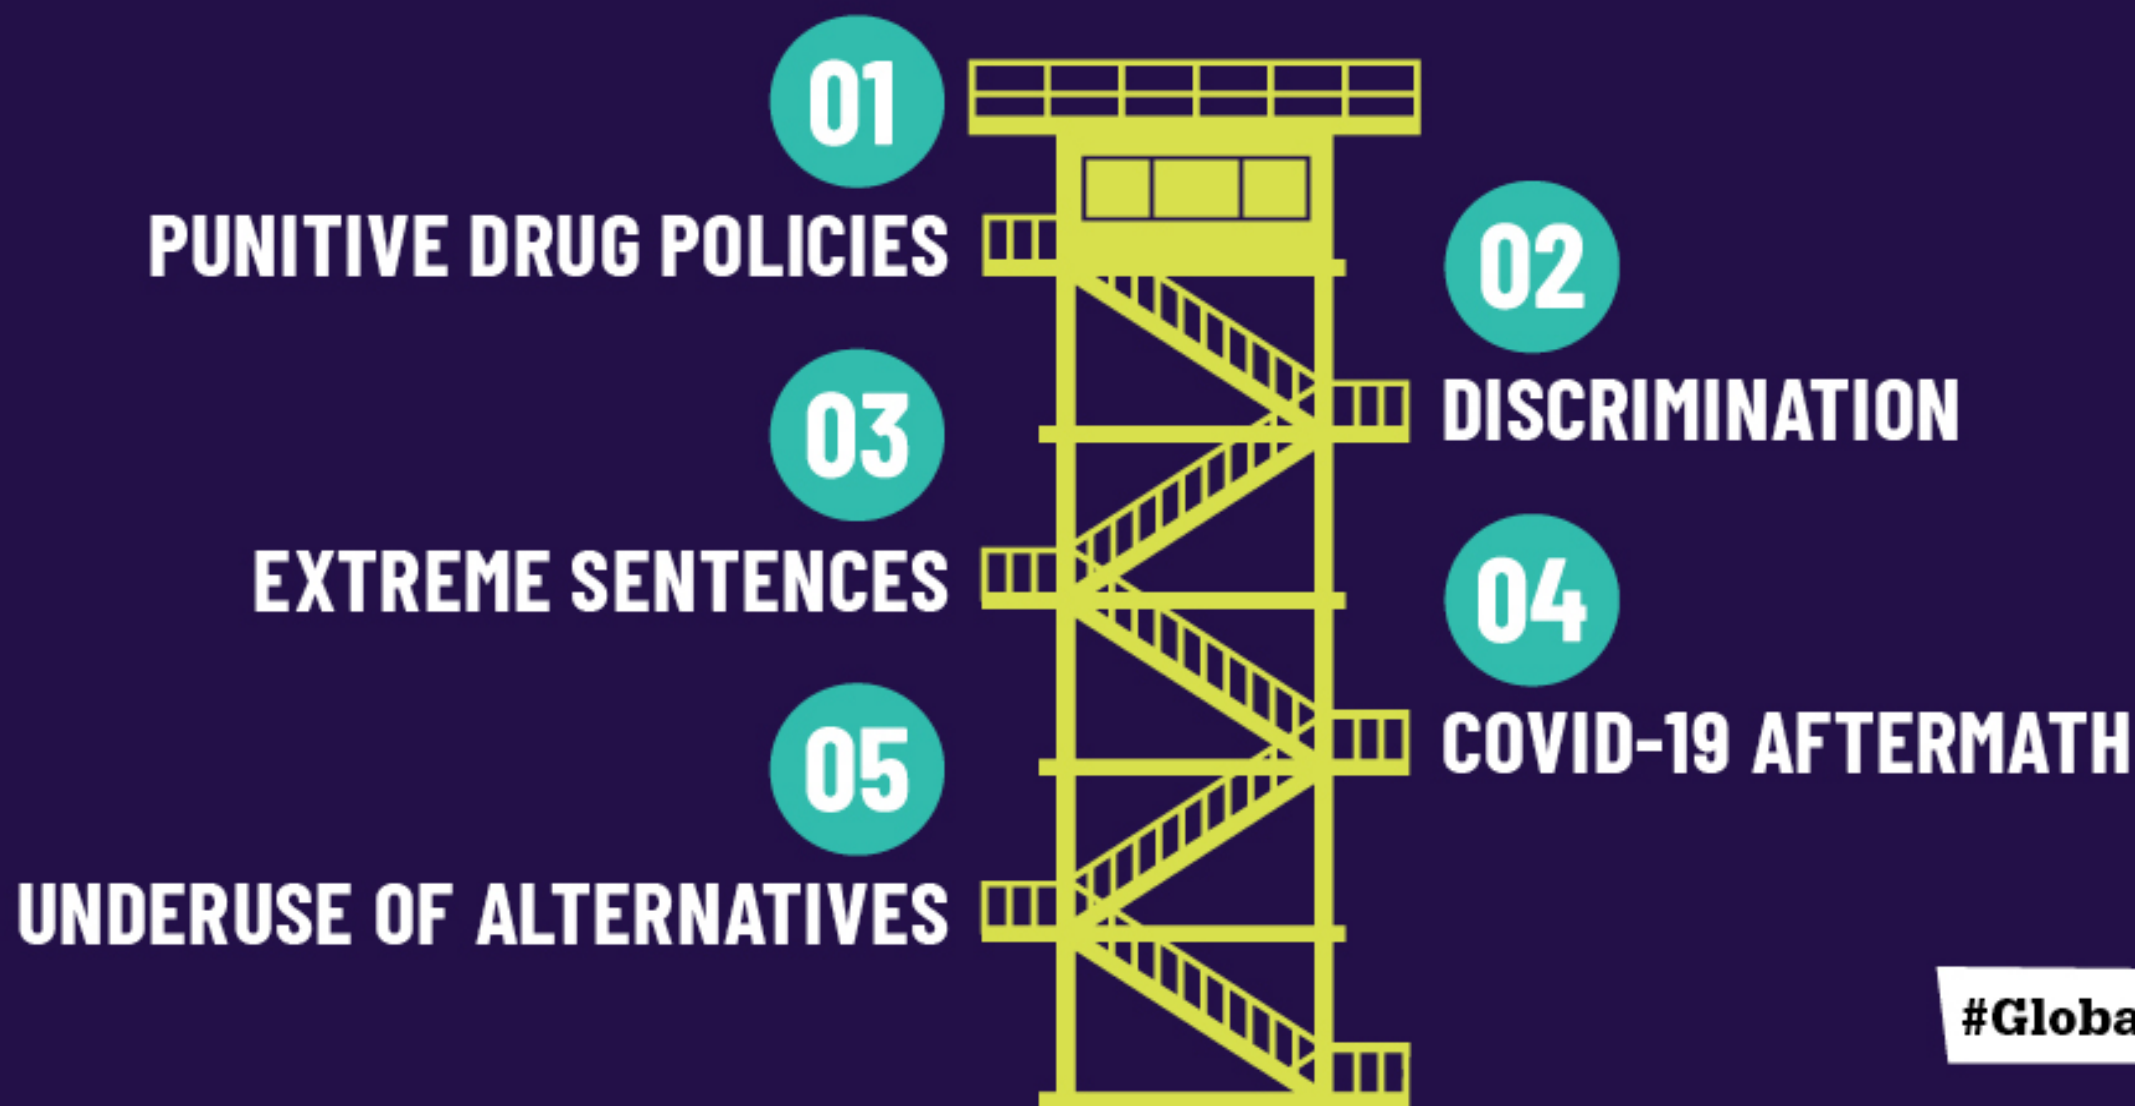 01
PUNITIVE DRUG POLICIES
02
DISCRIMINATION
03
EXTREME SENTENCES
04
COVID-19 AFTERMATH
05
UNDERUSE OF ALTERNATIVES
#Globa